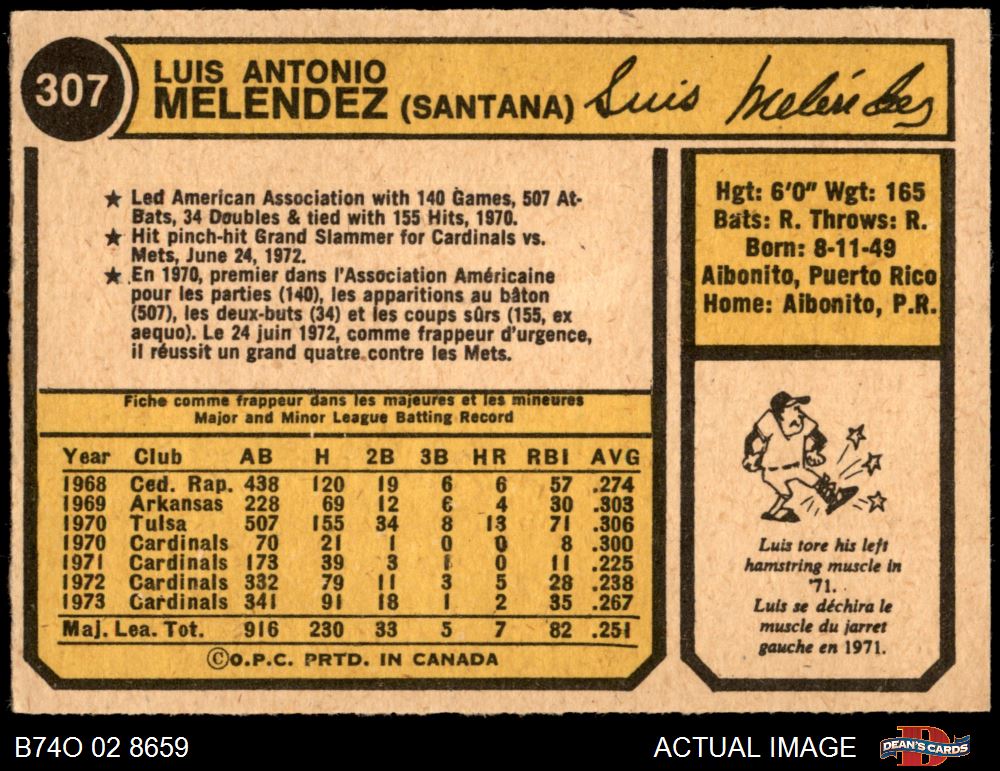 307
LUIS ANTONIO
MELENDEZ (SANTANA)
Luis Meléndez
★ Led American Association with 140 Games, 507 At-
Bats, 34 Doubles & tied with 155 Hits, 1970.
★ Hit pinch-hit Grand Slammer for Cardinals vs.
Mets, June 24, 1972.
★ En 1970, premier dans l'Association Américaine
pour les parties (140), les apparitions au bâton
(507), les deux-buts (34) et les coups sûrs (155, ex
aequo). Le 24 juin 1972, comme frappeur d'urgence,
il réussit un grand quatre contre les Mets.
Hgt: 6'0" Wgt: 165
Bats: R. Throws: R.
Born: 8-11-49
Aibonito, Puerto Rico
Home: Aibonito, P.R.
Fiche comme frappeur dans les majeures et les mineures
Major and Minor League Batting Record
Year Club AB H 2B 3B HR RBI AVG
1968 Ced. Rap. 438 120 19 6 6 57 .274
1969 Arkansas 228 69 12 6 4 30 .303
1970 Tulsa 507 155 34 8 13 71 .306
1970 Cardinals 70 21 1 0 0 8 .300
1971 Cardinals 173 39 3 1 0 11 .225
1972 Cardinals 332 79 11 3 5 28 .238
1973 Cardinals 341 91 18 1 2 35 .267
Maj. Lea. Tot. 916 230 33 5 7 82 .251
©O.P.C. PRTD. IN CANADA
Luis tore his left
hamstring muscle in
'71.
Luis se déchira le
muscle du jarret
gauche en 1971.
B74O 02 8659
ACTUAL IMAGE
DEAN'S CARDS